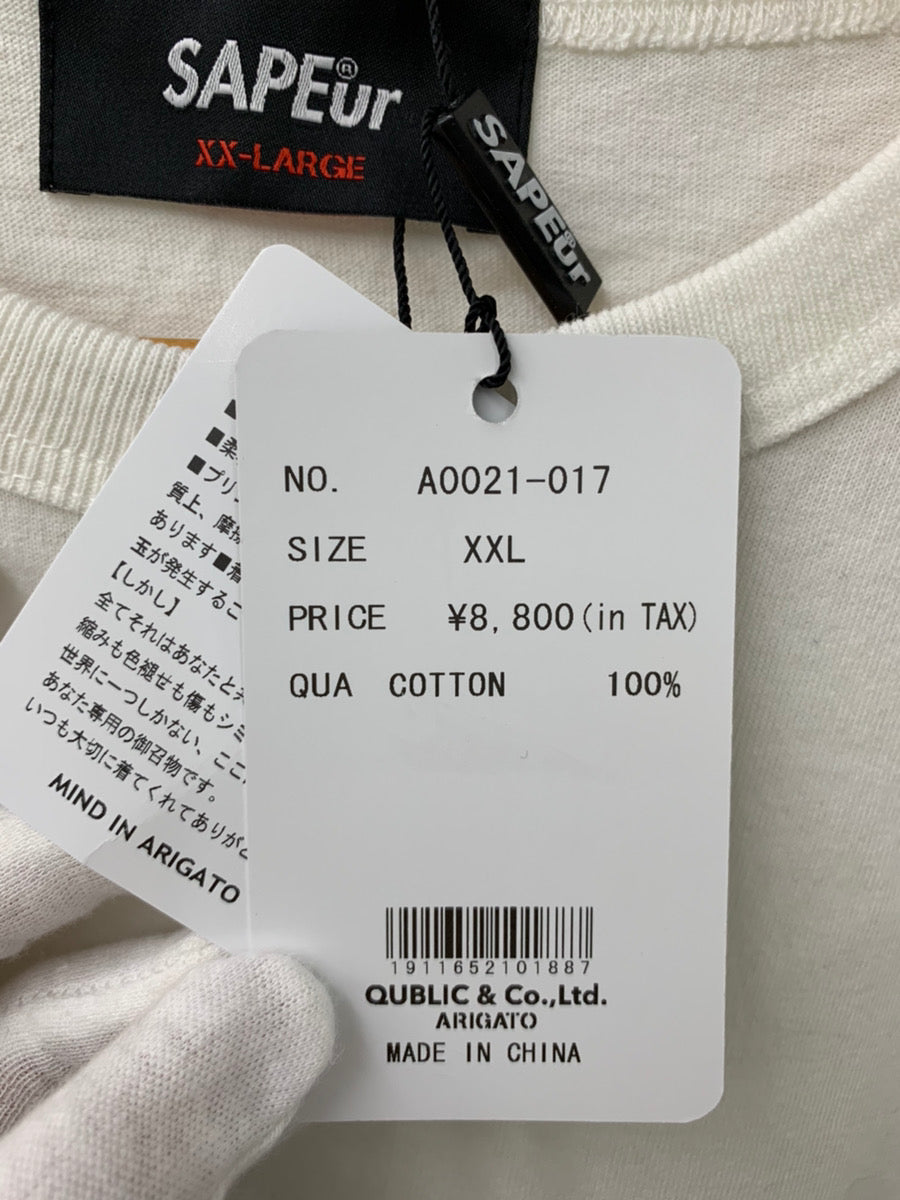 SAPEur®
XX-LARGE
SAPEur®
NO. A0021-017
SIZE XXL
PRICE ¥8,800(in TAX)
QUA COTTON 100%
1911652101887
QUBLIC & Co.,Ltd.
ARIGATO
MADE IN CHINA
■
■柔
■プリ
質上、摩擦
あります■着
玉が発生するこ
【しかし】
全てそれはあなたと
縮みも色褪せも傷もシミ
世界に一つしかない、ここ
あなた専用の御召物です。
いつも大切に着てくれてありがと
MIND IN ARIGATO